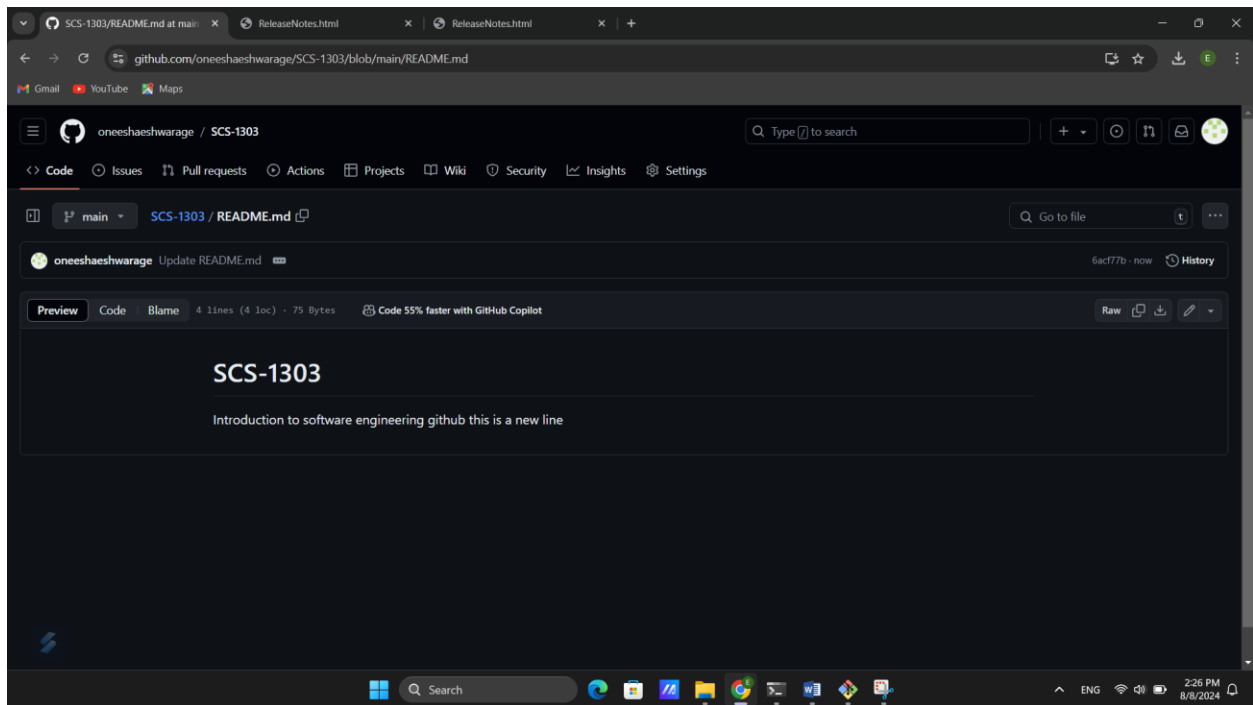 SCS-1303/README.md at main
ReleaseNotes.html
ReleaseNotes.html
github.com/oneeshaeshwarage/SCS-1303/blob/main/README.md
E
Gmail
YouTube
Maps
oneeshaeshwarage / SCS-1303
Type / to search
Code
Issues
Pull requests
Actions
Projects
Wiki
Security
Insights
Settings
main
SCS-1303 / README.md
Go to file
t
oneeshaeshwarage Update README.md
6acf77b · now
History
Preview
Code
Blame
4 lines (4 loc) · 75 Bytes
Code 55% faster with GitHub Copilot
Raw
SCS-1303
Introduction to software engineering github this is a new line
Search
ENG
2:26 PM
8/8/2024